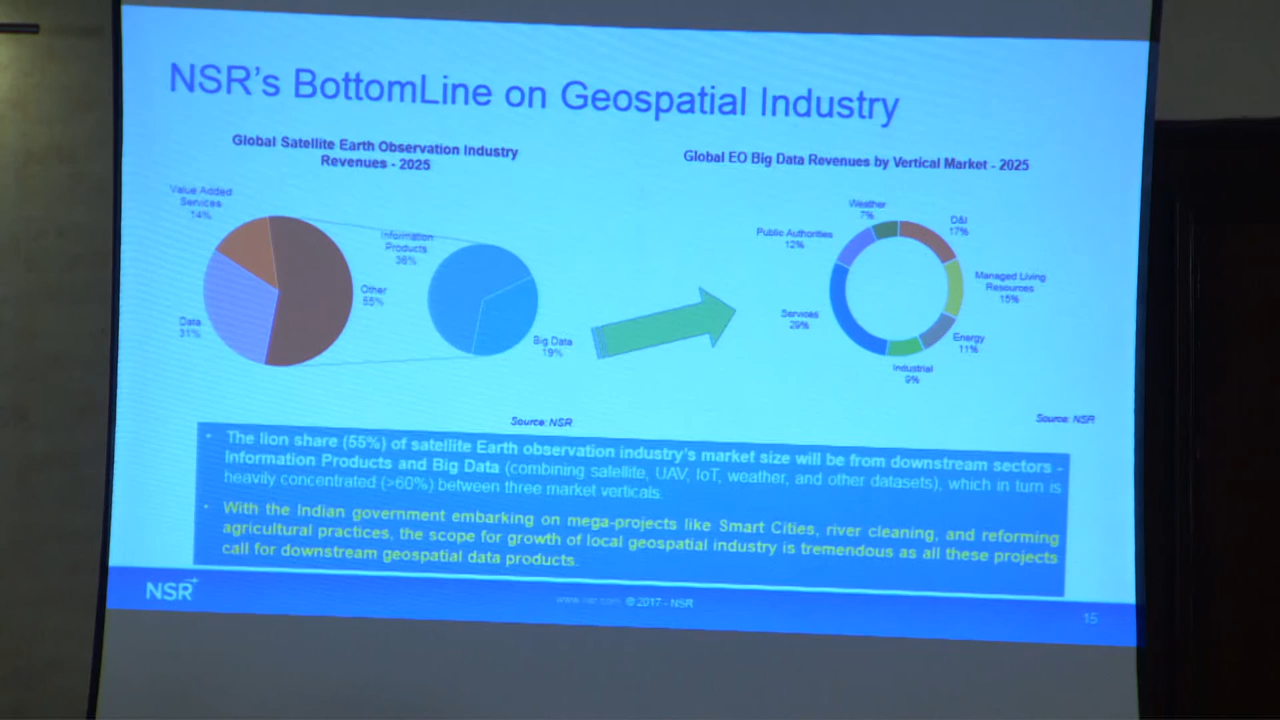 NSR's BottomLine on Geospatial Industry
Global Satellite Earth Observation Industry
Revenues - 2025
Value Added
Services
14%
Data
31%
Other
55%
Information
Products
36%
Big Data
19%
Source: NSR
Global EO Big Data Revenues by Vertical Market - 2025
Weather
7%
D&I
17%
Public Authorities
12%
Managed Living
Resources
15%
Services
29%
Energy
11%
Industrial
9%
Source: NSR
• The lion share (55%) of satellite Earth observation industry's market size will be from downstream sectors -
Information Products and Big Data (combining satellite, UAV, IoT, weather, and other datasets), which in turn is
heavily concentrated (>60%) between three market verticals.
• With the Indian government embarking on mega-projects like Smart Cities, river cleaning, and reforming
agricultural practices, the scope for growth of local geospatial industry is tremendous as all these projects
call for downstream geospatial data products.
NSR
www.nsr.com © 2017 - NSR
15